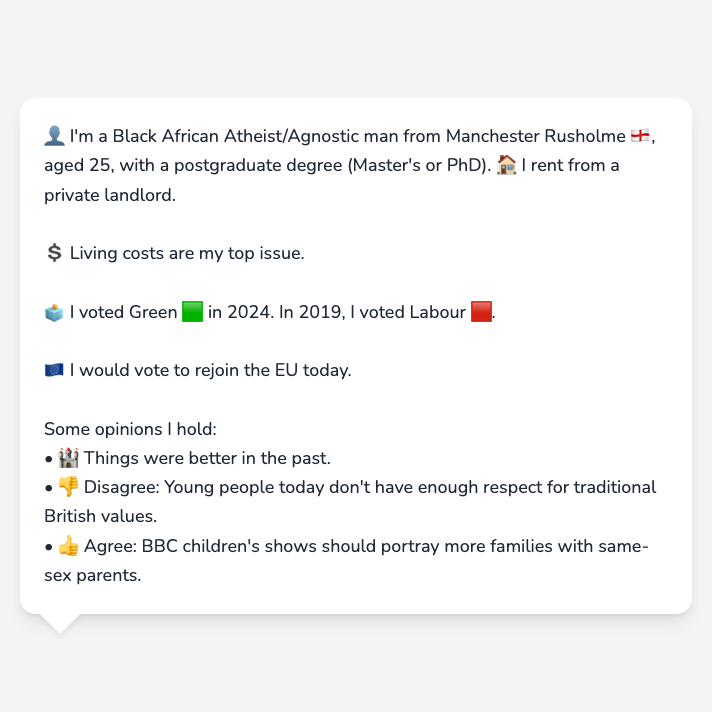 👤 I'm a Black African Atheist/Agnostic man from Manchester Rusholme 🏴󠁧󠁢󠁥󠁮󠁧󠁿,
aged 25, with a postgraduate degree (Master's or PhD). 🏠 I rent from a
private landlord.
💲 Living costs are my top issue.
🗳️ I voted Green 🟩 in 2024. In 2019, I voted Labour 🟥.
🇪🇺 I would vote to rejoin the EU today.
Some opinions I hold:
• 🏰 Things were better in the past.
• 👎 Disagree: Young people today don't have enough respect for traditional
British values.
• 👍 Agree: BBC children's shows should portray more families with same-
sex parents.